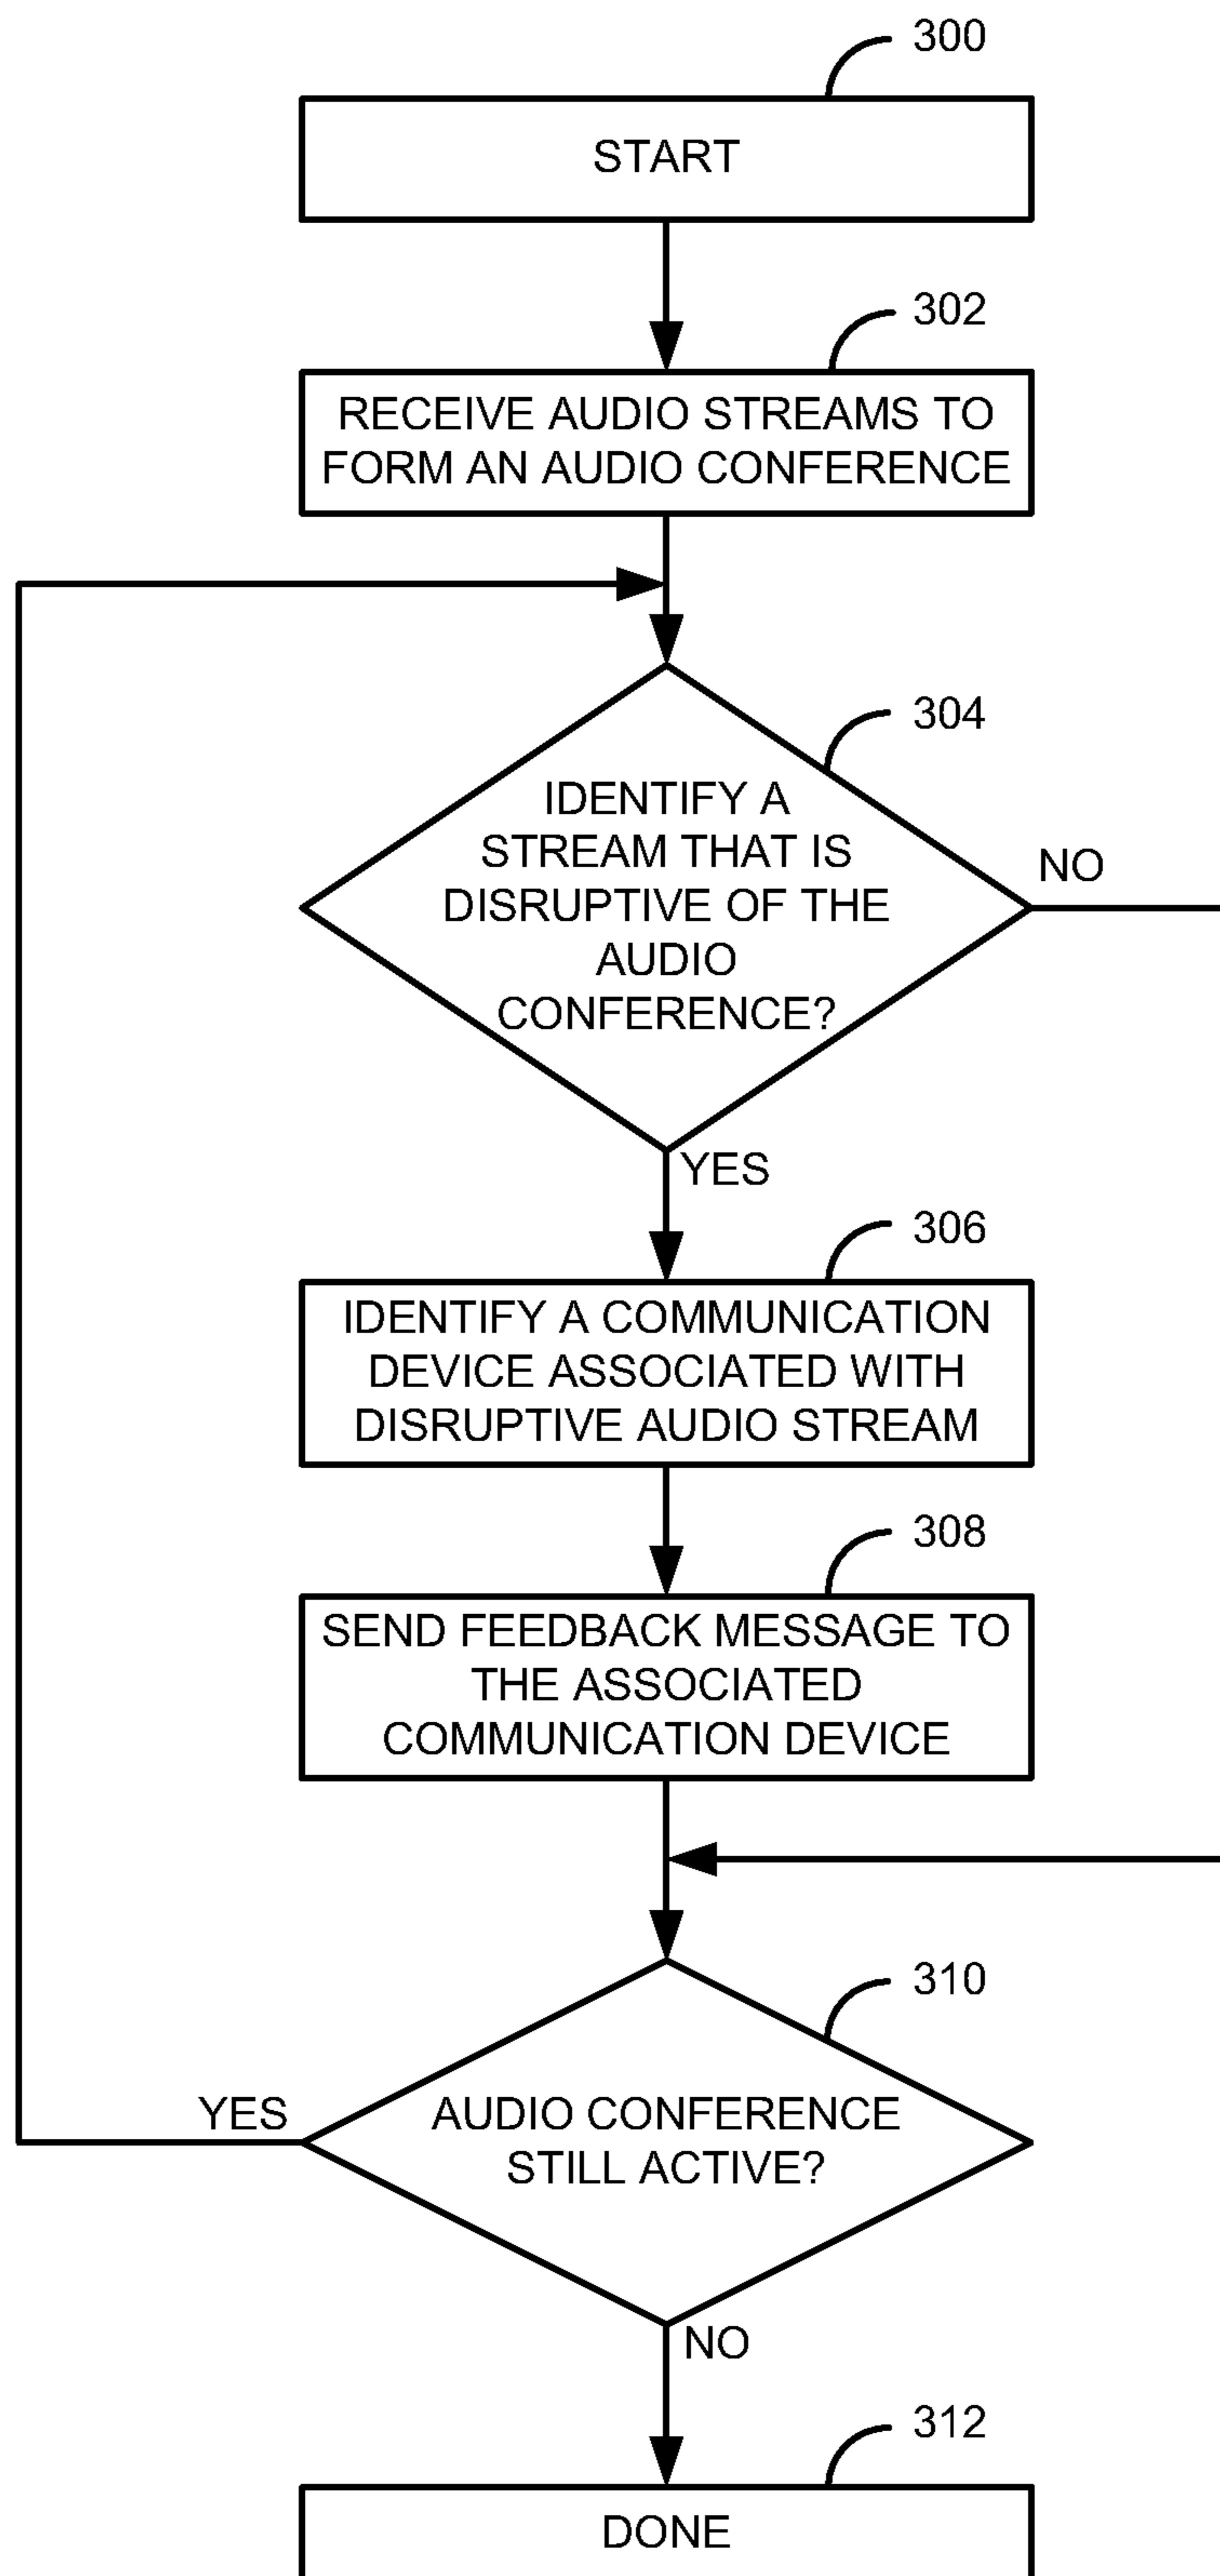 300
START
302
RECEIVE AUDIO STREAMS TO
FORM AN AUDIO CONFERENCE
304
IDENTIFY A
STREAM THAT IS
DISRUPTIVE OF THE
AUDIO
CONFERENCE?
NO
YES
306
IDENTIFY A COMMUNICATION
DEVICE ASSOCIATED WITH
DISRUPTIVE AUDIO STREAM
308
SEND FEEDBACK MESSAGE TO
THE ASSOCIATED
COMMUNICATION DEVICE
310
YES
AUDIO CONFERENCE
STILL ACTIVE?
NO
312
DONE